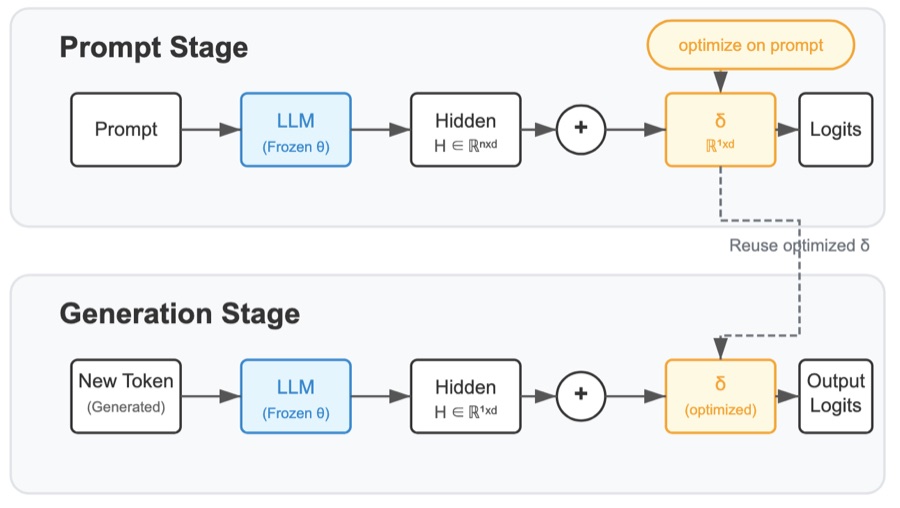 Prompt Stage
optimize on prompt
Prompt
LLM
(Frozen θ)
Hidden
H ∈ ℝⁿˣᵈ
+
δ
ℝ¹ˣᵈ
Logits
Reuse optimized δ
Generation Stage
New Token
(Generated)
LLM
(Frozen θ)
Hidden
H ∈ ℝ¹ˣᵈ
+
δ
(optimized)
Output
Logits